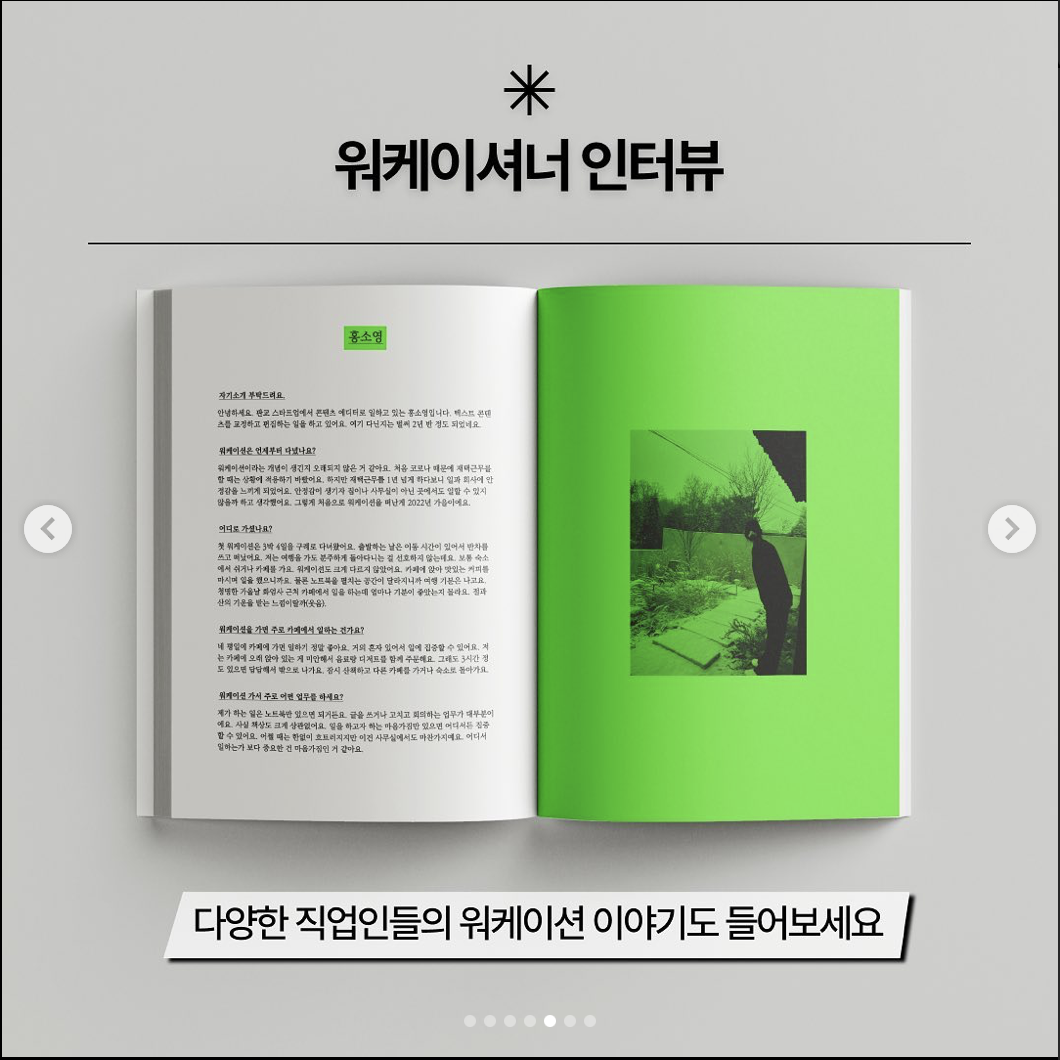 워케이셔너 인터뷰
홍소영
자기소개 부탁드려요.
안녕하세요. 판교 스타트업에서 콘텐츠 에디터로 일하고 있는 홍소영입니다. 텍스트 콘텐
츠를 교정하고 편집하는 일을 하고 있어요. 여기 다닌지는 벌써 2년 반 정도 되었네요.
워케이션은 언제부터 다녔나요?
워케이션이라는 개념이 생긴지 오래되지 않은 거 같아요. 처음 코로나 때문에 재택근무를
할 때는 상황에 적응하기 바빴어요. 하지만 재택근무를 1년 넘게 하다보니 일과 회사에 안
정감을 느끼게 되었어요. 안정감이 생기자 집이나 사무실이 아닌 곳에서도 일할 수 있지
않을까 하고 생각했어요. 그렇게 처음으로 워케이션을 떠난게 2022년 가을이에요.
어디로 가셨나요?
첫 워케이션은 3박 4일을 구례로 다녀왔어요. 출발하는 날은 이동 시간이 있어서 반차를
쓰고 떠났어요. 저는 여행을 가도 분주하게 돌아다니는 걸 선호하지 않는데요. 보통 숙소
에서 쉬거나 카페를 가요. 워케이션도 크게 다르지 않았어요. 카페에 앉아 맛있는 커피를
마시며 일을 했으니까요. 물론 노트북을 펼치는 공간이 달라지니까 여행 기분은 나고요.
청명한 가을날 화엄사 근처 카페에서 일을 하는데 얼마나 기분이 좋았는지 몰라요. 절과
산의 기운을 받는 느낌이랄까(웃음).
워케이션을 가면 주로 카페에서 일하는 건가요?
네 평일에 카페에 가면 일하기 정말 좋아요. 거의 혼자 있어서 일에 집중할 수 있어요. 저
는 카페에 오래 앉아 있는 게 미안해서 음료랑 디저트를 함께 주문해요. 그래도 3시간 정
도 있으면 답답해서 밖으로 나가요. 잠시 산책하고 다른 카페를 가거나 숙소로 돌아가요.
워케이션 가서 주로 어떤 업무를 하세요?
제가 하는 일은 노트북만 있으면 되거든요. 글을 쓰거나 고치고 회의하는 업무가 대부분이
에요. 사실 책상도 크게 상관없어요. 일을 하고자 하는 마음가짐만 있으면 어디서든 집중
할 수 있어요. 어쩔 때는 한없이 흐트러지지만 이건 사무실에서도 마찬가지예요. 어디서
일하는가 보다 중요한 건 마음가짐인 거 같아요.
다양한 직업인들의 워케이션 이야기도 들어보세요